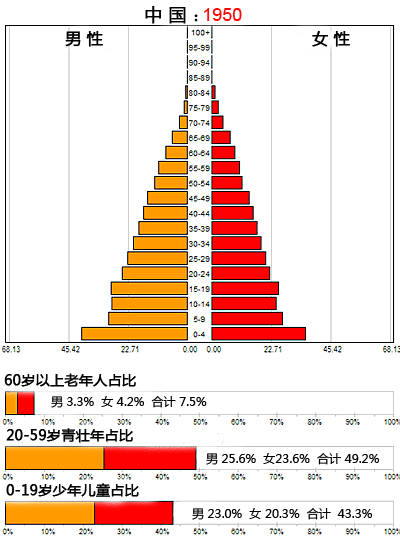 中 国 : 1950
男 性 女 性
100+
95-99
90-94
85-89
80-84
75-79
70-74
65-69
60-64
55-59
50-54
45-49
40-44
35-39
30-34
25-29
20-24
15-19
10-14
5-9
0-4
68.13 45.42 22.71 0.00 0.00 22.71 45.42 68.13
60岁以上老年人占比
男 3.3% 女 4.2% 合计 7.5%
0% 10% 20% 30% 40% 50% 60% 70% 80% 90% 100%
20-59岁青壮年占比
男 25.6% 女23.6% 合计 49.2%
0% 10% 20% 30% 40% 50% 60% 70% 80% 90% 100%
0-19岁少年儿童占比
男 23.0% 女 20.3% 合计 43.3%
0% 10% 20% 30% 40% 50% 60% 70% 80% 90% 100%